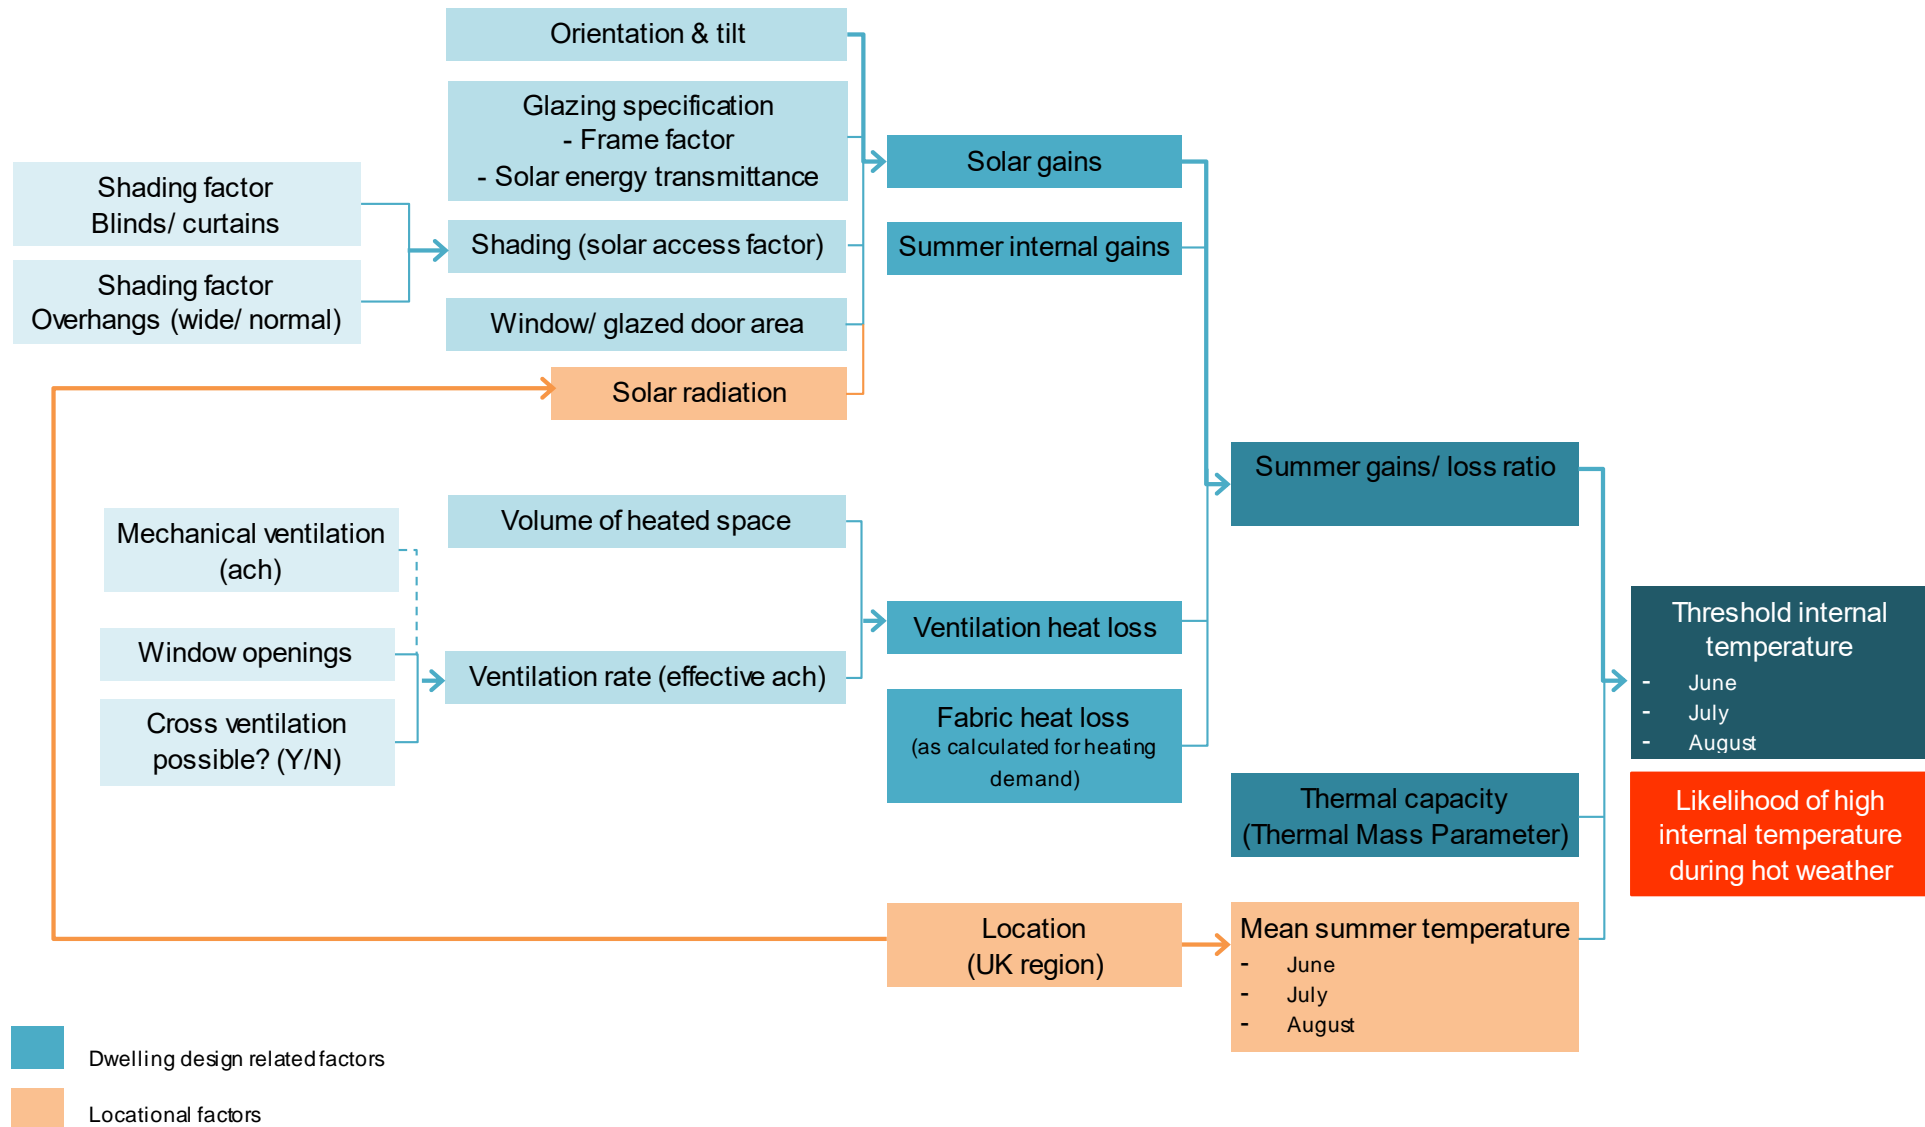 Orientation & tilt
Glazing specification
- Frame factor
- Solar energy transmittance
Solar gains
Shading factor
Blinds/ curtains
Shading (solar access factor)
Summer internal gains
Shading factor
Overhangs (wide/ normal)
Window/ glazed door area
Solar radiation
Summer gains/ loss ratio
Mechanical ventilation
(ach)
Volume of heated space
Window openings
Ventilation rate (effective ach)
Ventilation heat loss
Cross ventilation
possible? (Y/N)
Fabric heat loss
(as calculated for heating
demand)
Threshold internal
temperature
- June
- July
- August
Thermal capacity
(Thermal Mass Parameter)
Likelihood of high
internal temperature
during hot weather
Location
(UK region)
Mean summer temperature
- June
- July
- August
Dwelling design related factors
Locational factors